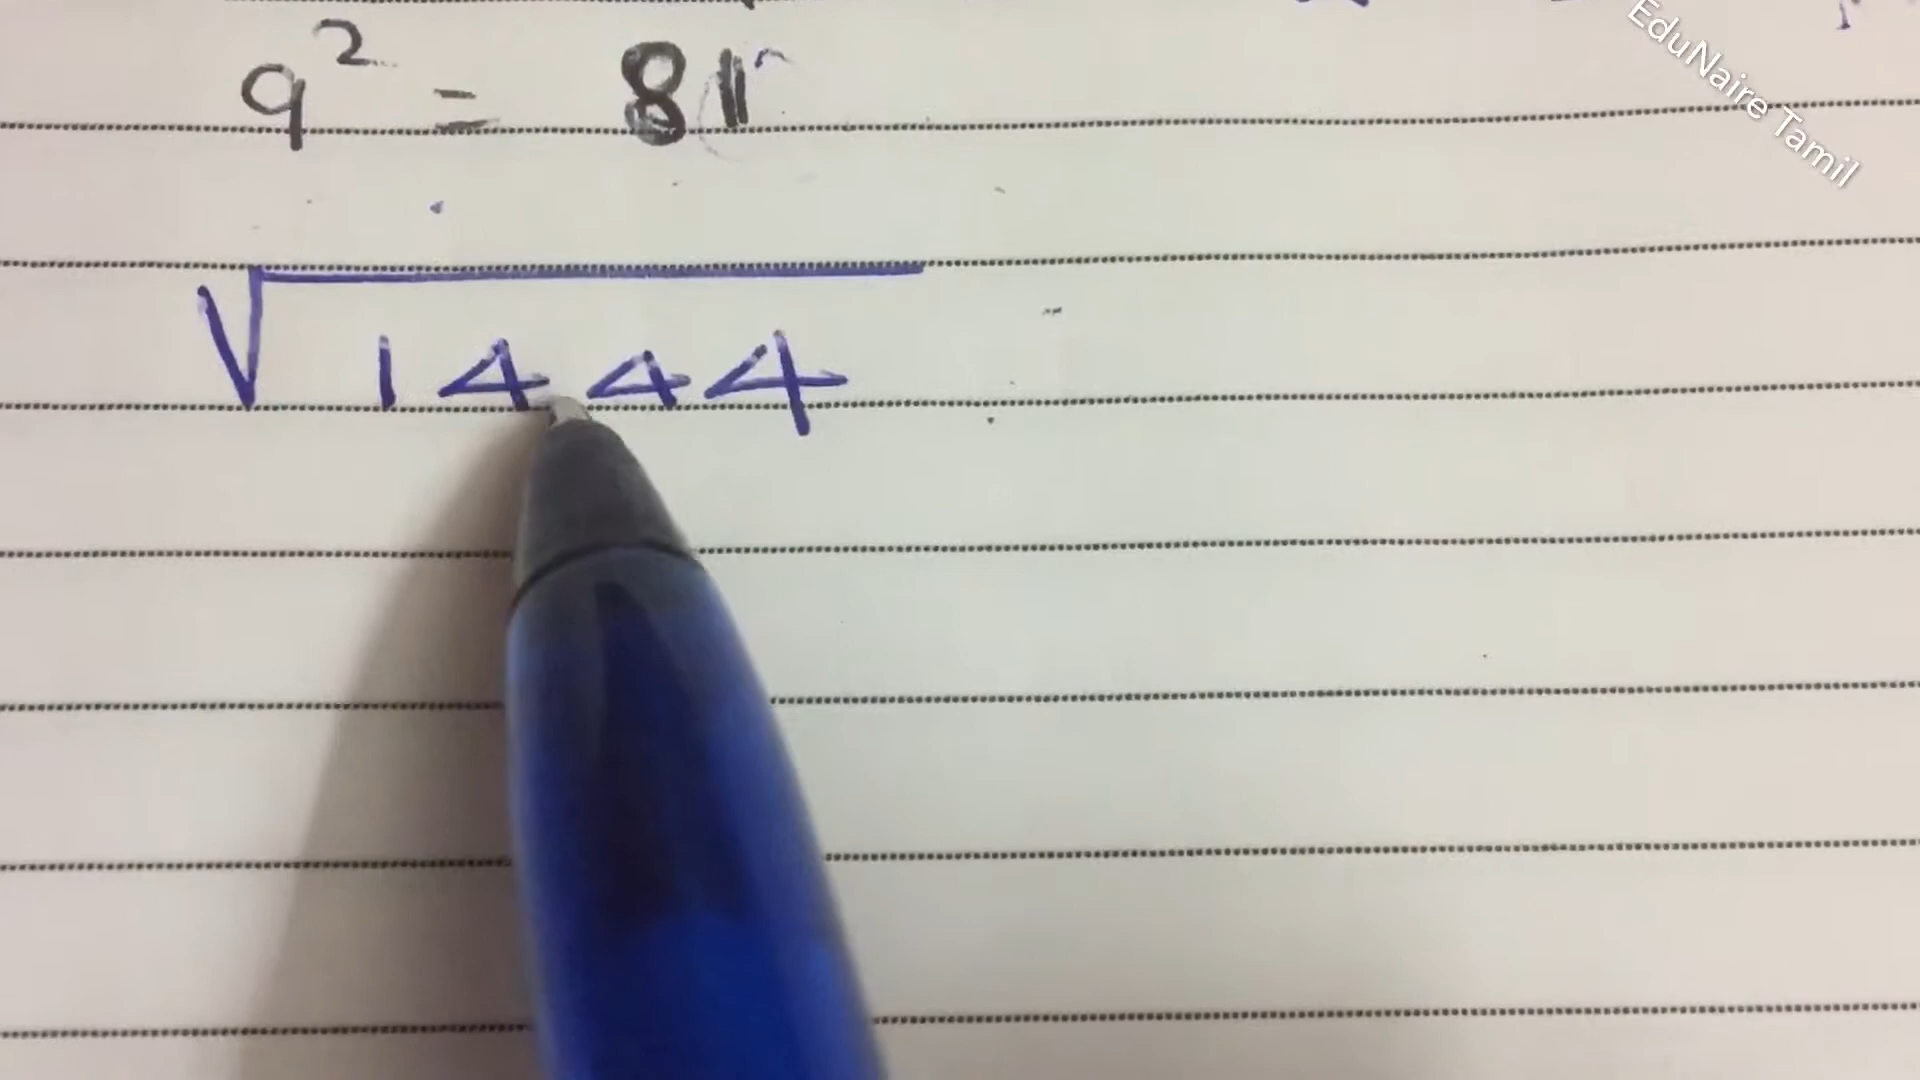 9² = 81
√1444
EduNaire Tamil